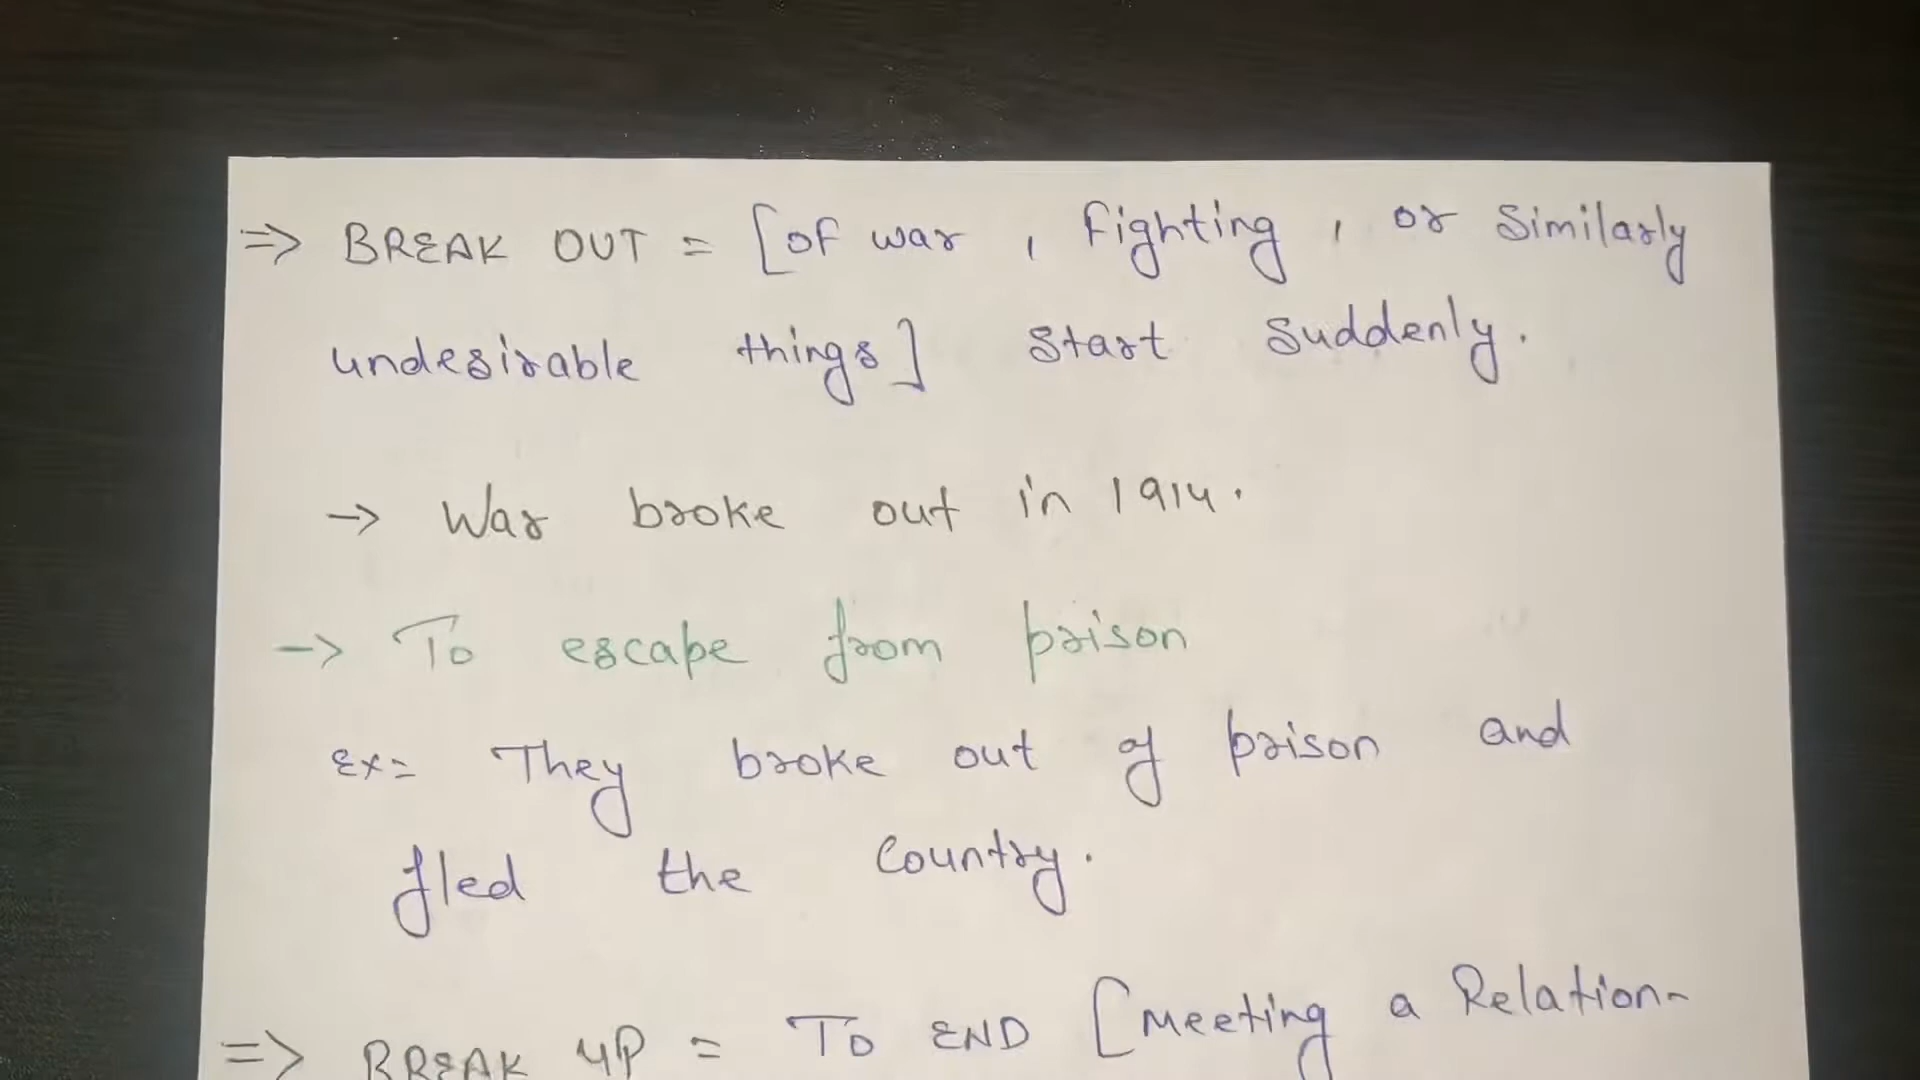 => BREAK OUT = [of war , fighting , or similarly
undesirable things] start suddenly.
-> War broke out in 1914.
-> To escape from prison
Ex= They broke out of prison and
fled the country.
=> BREAK UP = TO END [Meeting a Relation-